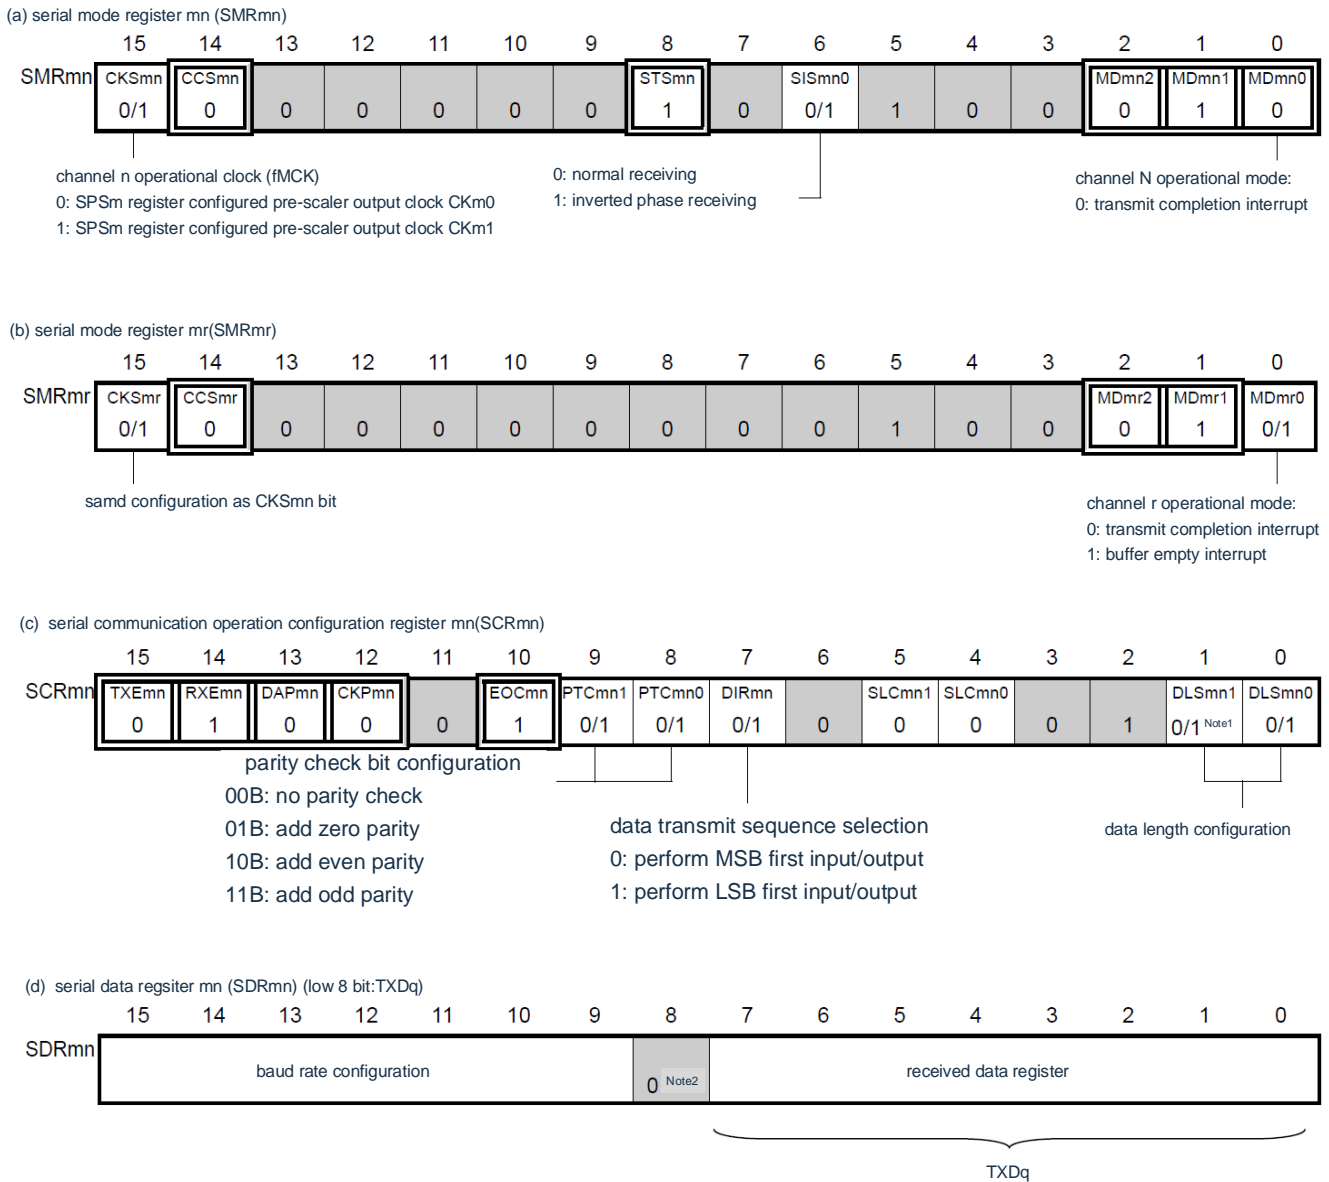 (a) serial mode register mn (SMRmn)
15 14 13 12 11 10 9 8 7 6 5 4 3 2 1 0
SMRmn CKSmn CCSmn STSmn SISmn0 MDmn2 MDmn1 MDmn0
0/1 0 0 0 0 0 0 1 0 0/1 1 0 0 0 1 0
channel n operational clock (fMCK)
0: SPSm register configured pre-scaler output clock CKm0
1: SPSm register configured pre-scaler output clock CKm1
0: normal receiving
1: inverted phase receiving
channel N operational mode:
0: transmit completion interrupt
(b) serial mode register mr(SMRmr)
15 14 13 12 11 10 9 8 7 6 5 4 3 2 1 0
SMRmr CKSmr CCSmr MDmr2 MDmr1 MDmr0
0/1 0 0 0 0 0 0 0 0 0 1 0 0 0 1 0/1
samd configuration as CKSmn bit
channel r operational mode:
0: transmit completion interrupt
1: buffer empty interrupt
(c) serial communication operation configuration register mn(SCRmn)
15 14 13 12 11 10 9 8 7 6 5 4 3 2 1 0
SCRmn TXEmn RXEmn DAPmn CKPmn EOCmn PTCmn1 PTCmn0 DIRmn SLCmn1 SLCmn0 DLSmn1 DLSmn0
0 1 0 0 0 1 0/1 0/1 0/1 0 0 0 0 1 0/1 Note1 0/1
parity check bit configuration
00B: no parity check
01B: add zero parity
10B: add even parity
11B: add odd parity
data transmit sequence selection
0: perform MSB first input/output
1: perform LSB first input/output
data length configuration
(d) serial data regsiter mn (SDRmn) (low 8 bit:TXDq)
15 14 13 12 11 10 9 8 7 6 5 4 3 2 1 0
SDRmn baud rate configuration 0 Note2 received data register
TXDq